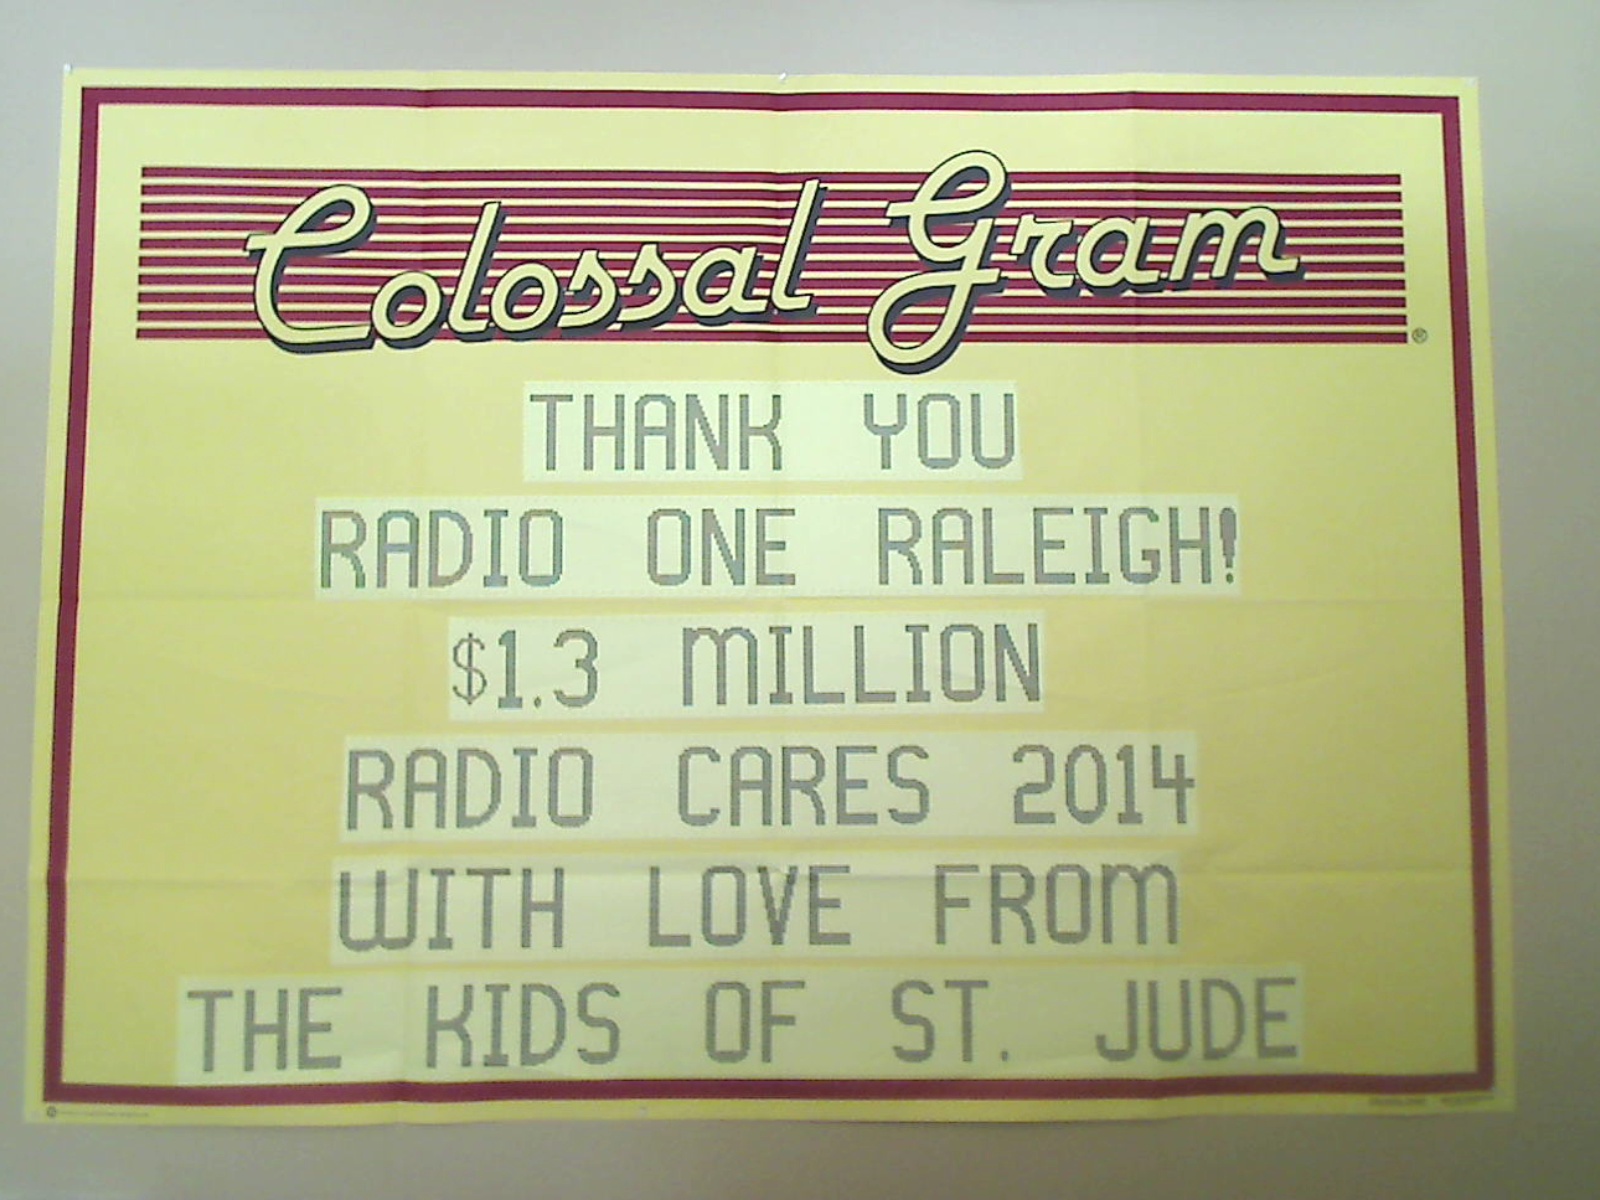 Colossal Gram ®
THANK YOU
RADIO ONE RALEIGH!
$1.3 MILLION
RADIO CARES 2014
WITH LOVE FROM
THE KIDS OF ST. JUDE